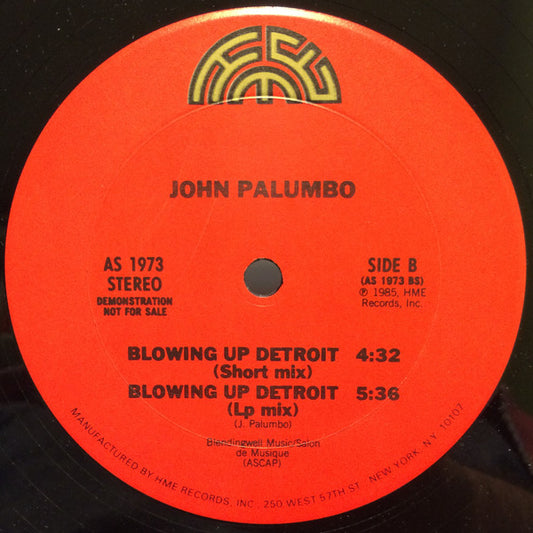 HME
JOHN PALUMBO
AS 1973
STEREO
DEMONSTRATION
NOT FOR SALE
SIDE B
(AS 1973 BS)
℗ 1985, HME
Records, Inc.
BLOWING UP DETROIT 4:32
(Short mix)
BLOWING UP DETROIT 5:36
(Lp mix)
(J. Palumbo)
Blendingwell Music/Salon
de Musique
(ASCAP)
MANUFACTURED BY HME RECORDS, INC., 250 WEST 57TH ST., NEW YORK, N.Y. 10107